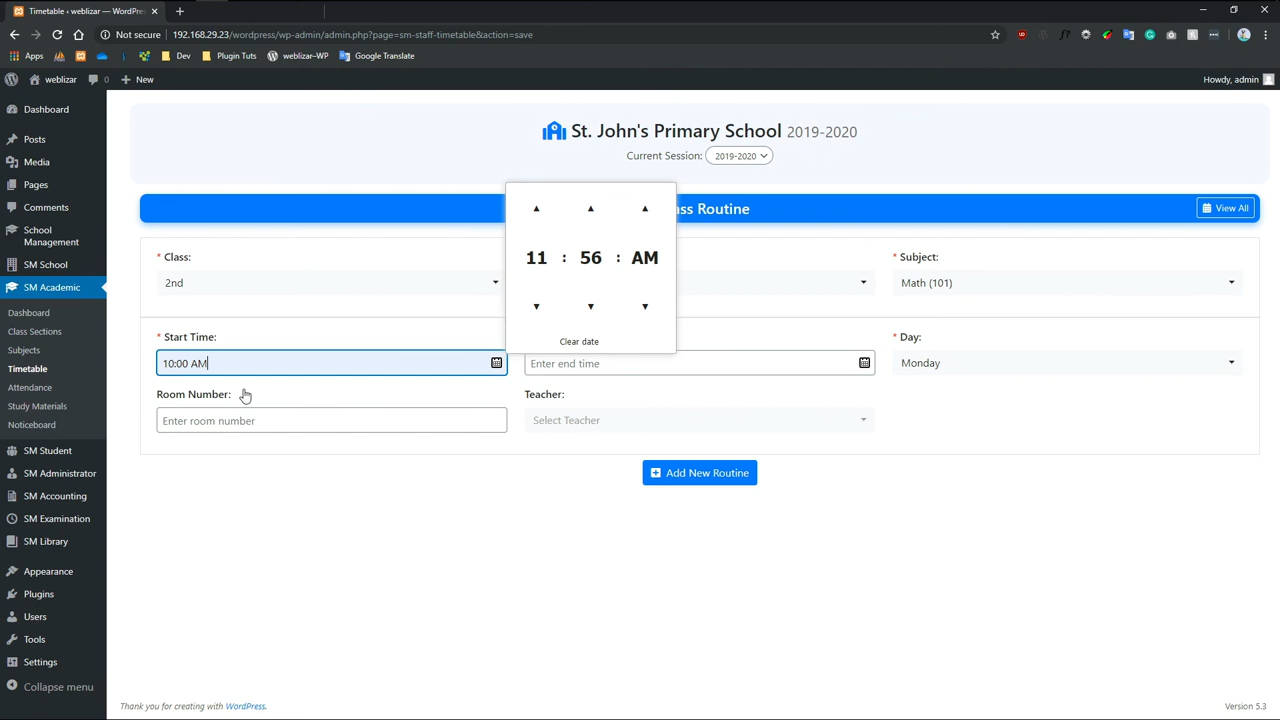 Timetable ‹ weblizar — WordPre
Not secure 192.168.29.23/wordpress/wp-admin/admin.php?page=sm-staff-timetable&action=save
Apps Dev Plugin Tuts weblizar-WP Google Translate
weblizar 0 New Howdy, admin
Dashboard
Posts
Media
Pages
Comments
School
Management
SM School
SM Academic
Dashboard
Class Sections
Subjects
Timetable
Attendance
Study Materials
Noticeboard
SM Student
SM Administrator
SM Accounting
SM Examination
SM Library
Appearance
Plugins
Users
Tools
Settings
Collapse menu
St. John's Primary School 2019-2020
Current Session: 2019-2020
ass Routine View All
* Class:
2nd
* Subject:
Math (101)
11 : 56 : AM
Clear date
* Start Time:
10:00 AM
Enter end time
* Day:
Monday
Room Number:
Enter room number
Teacher:
Select Teacher
Add New Routine
Thank you for creating with WordPress.
Version 5.3